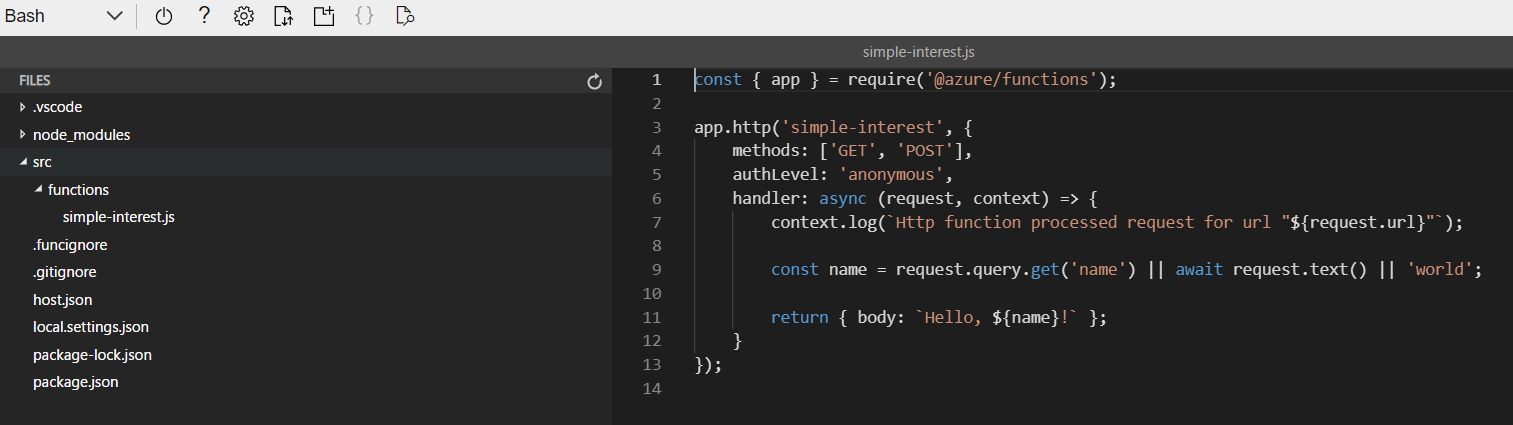 Bash
?
{}
simple-interest.js
FILES
.vscode
node_modules
src
functions
simple-interest.js
.funcignore
.gitignore
host.json
local.settings.json
package-lock.json
package.json
1 const { app } = require('@azure/functions');
2
3 app.http('simple-interest', {
4     methods: ['GET', 'POST'],
5     authLevel: 'anonymous',
6     handler: async (request, context) => {
7         context.log(`Http function processed request for url "${request.url}"`);
8
9         const name = request.query.get('name') || await request.text() || 'world';
10
11         return { body: `Hello, ${name}!` };
12     }
13 });
14